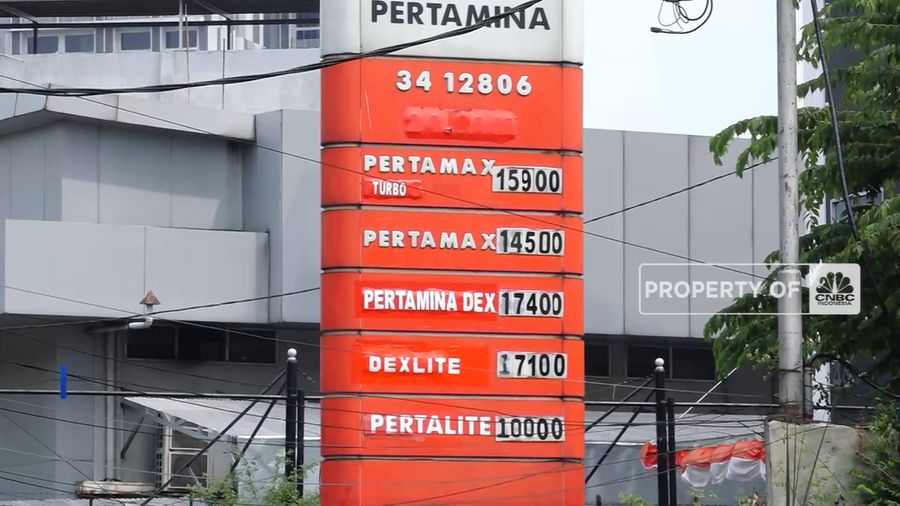 PERTAMINA
34 12806
PERTAMAX 15900
TURBO
PERTAMAX 14500
PERTAMINA DEX 17400
DEXLITE 17100
PERTALITE 10000
PROPERTY OF CNBC
INDONESIA